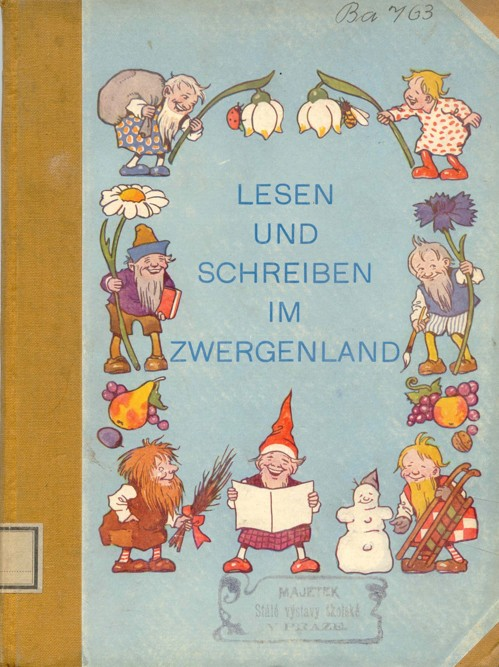 Ba 763
LESEN
UND
SCHREIBEN
IM
ZWERGENLAND
MAJETEK
Stálé výstavy školské
V PRAZE.